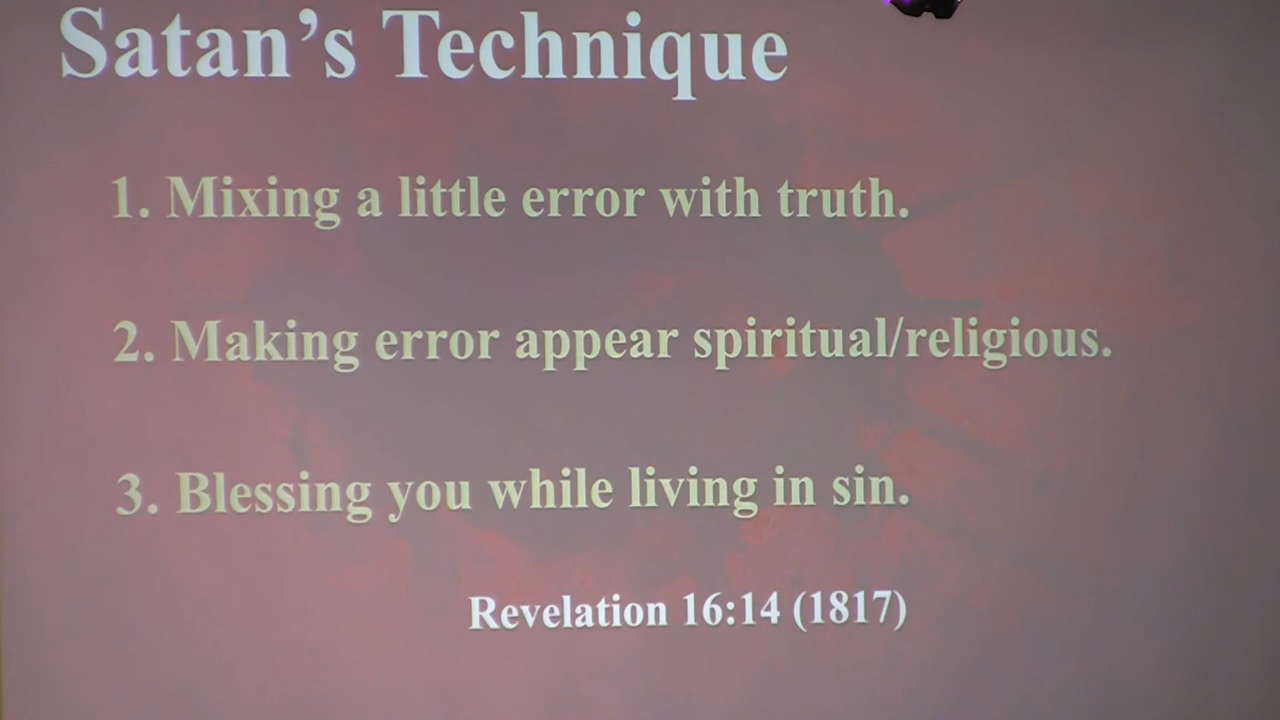 Satan’s Technique
1. Mixing a little error with truth.
2. Making error appear spiritual/religious.
3. Blessing you while living in sin.
Revelation 16:14 (1817)